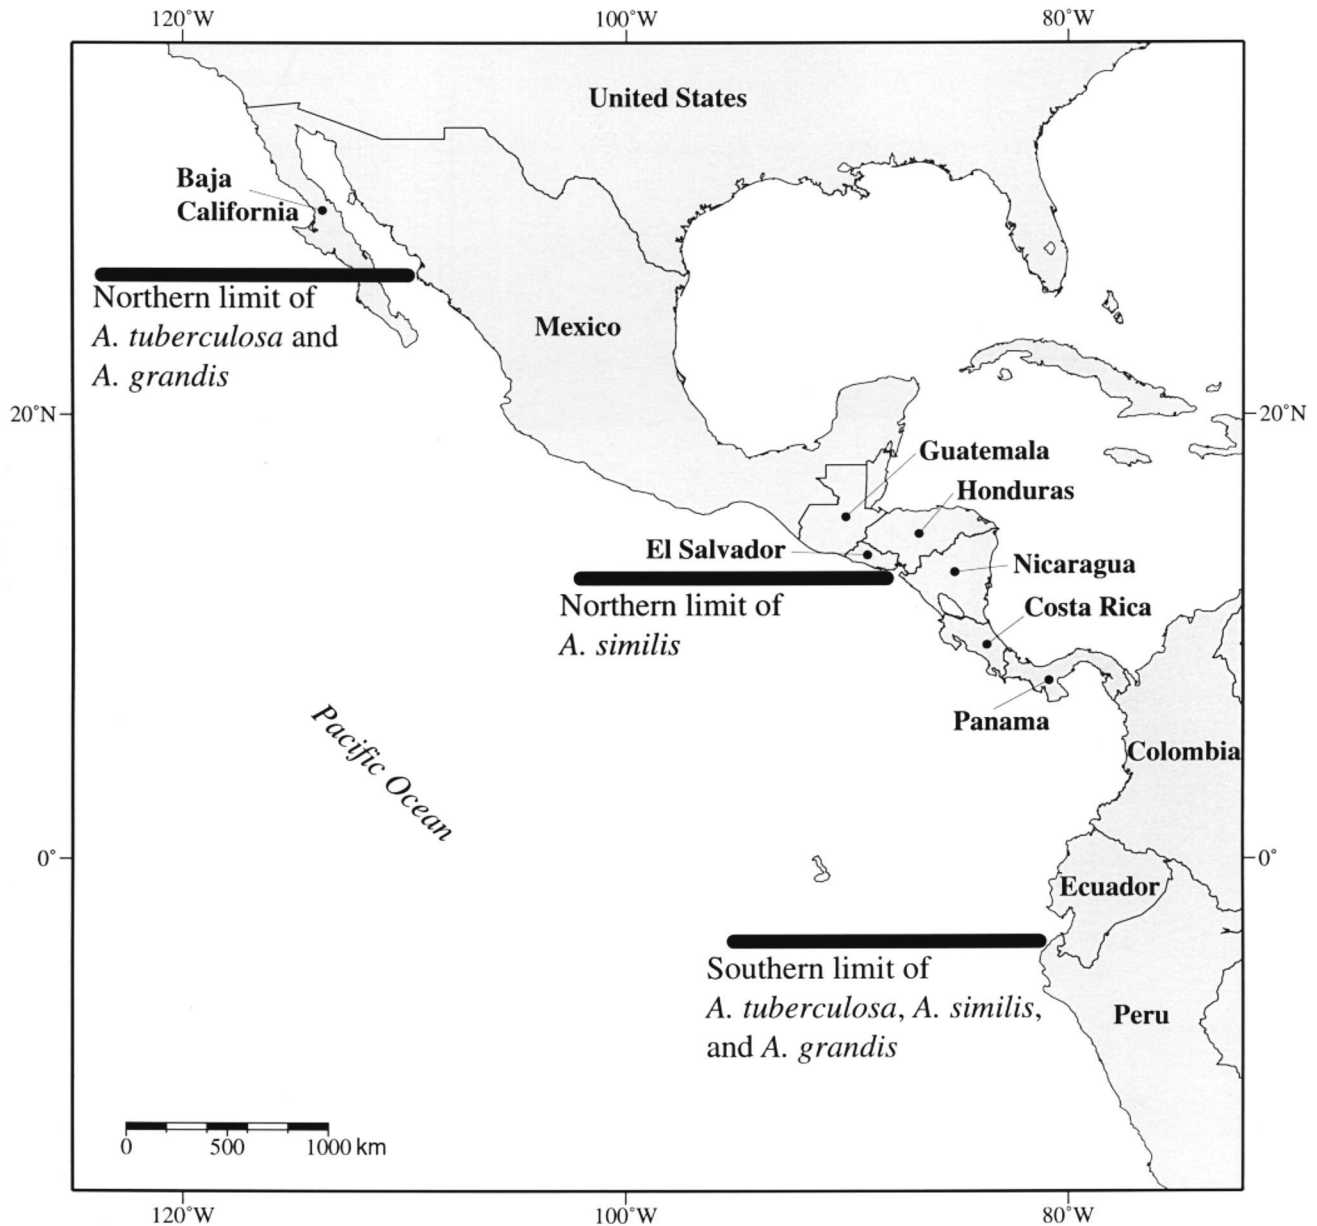 120°W 100°W 80°W
United States
Baja
California
Northern limit of
A. tuberculosa and
A. grandis
Mexico
20°N 20°N
Guatemala
Honduras
El Salvador
Nicaragua
Northern limit of
A. similis
Costa Rica
Panama
Pacific Ocean
Colombia
0° 0°
Ecuador
Southern limit of
A. tuberculosa, A. similis,
and A. grandis
Peru
0 500 1000 km
120°W 100°W 80°W